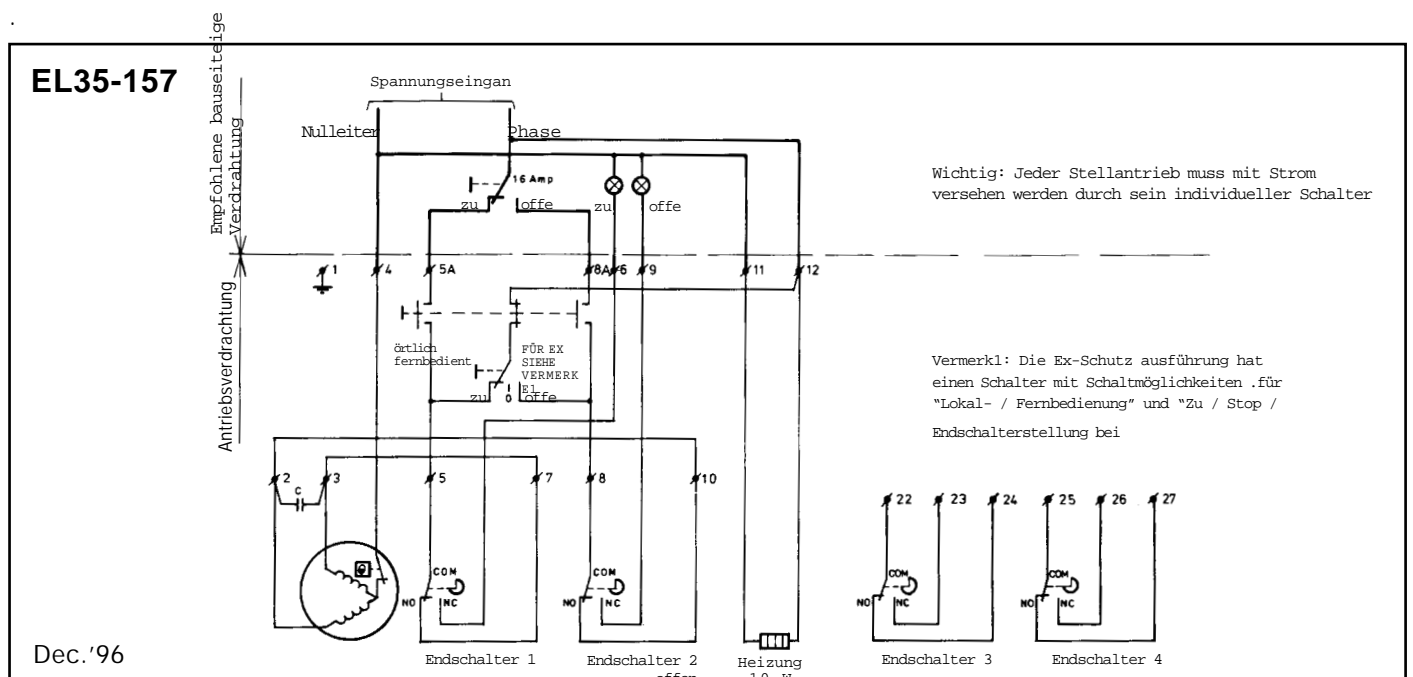 .
EL35-157
Empfohlene bauseiteige
Verdrahtung
Antriebsverdrachtung
Spannungseingan
Nulleiter
Phase
16 Amp
zu
offe
zu
offe
Wichtig: Jeder Stellantrieb muss mit Strom
versehen werden durch sein individueller Schalter
1
4
5A
8A
6
9
11
12
örtlich
fernbedient
FÜR EX
SIEHE
VERMERK
E1
zu
I
0
offe
Vermerk1: Die Ex-Schutz ausführung hat
einen Schalter mit Schaltmöglichkeiten .für
"Lokal- / Fernbedienung" und "Zu / Stop /
Endschalterstellung bei
2
3
5
7
8
10
22
23
24
25
26
27
C
COM
NO
NC
COM
NO
NC
COM
NO
NC
COM
NO
NC
Dec.'96
Endschalter 1
Endschalter 2
offen
Heizung
10 W
Endschalter 3
Endschalter 4